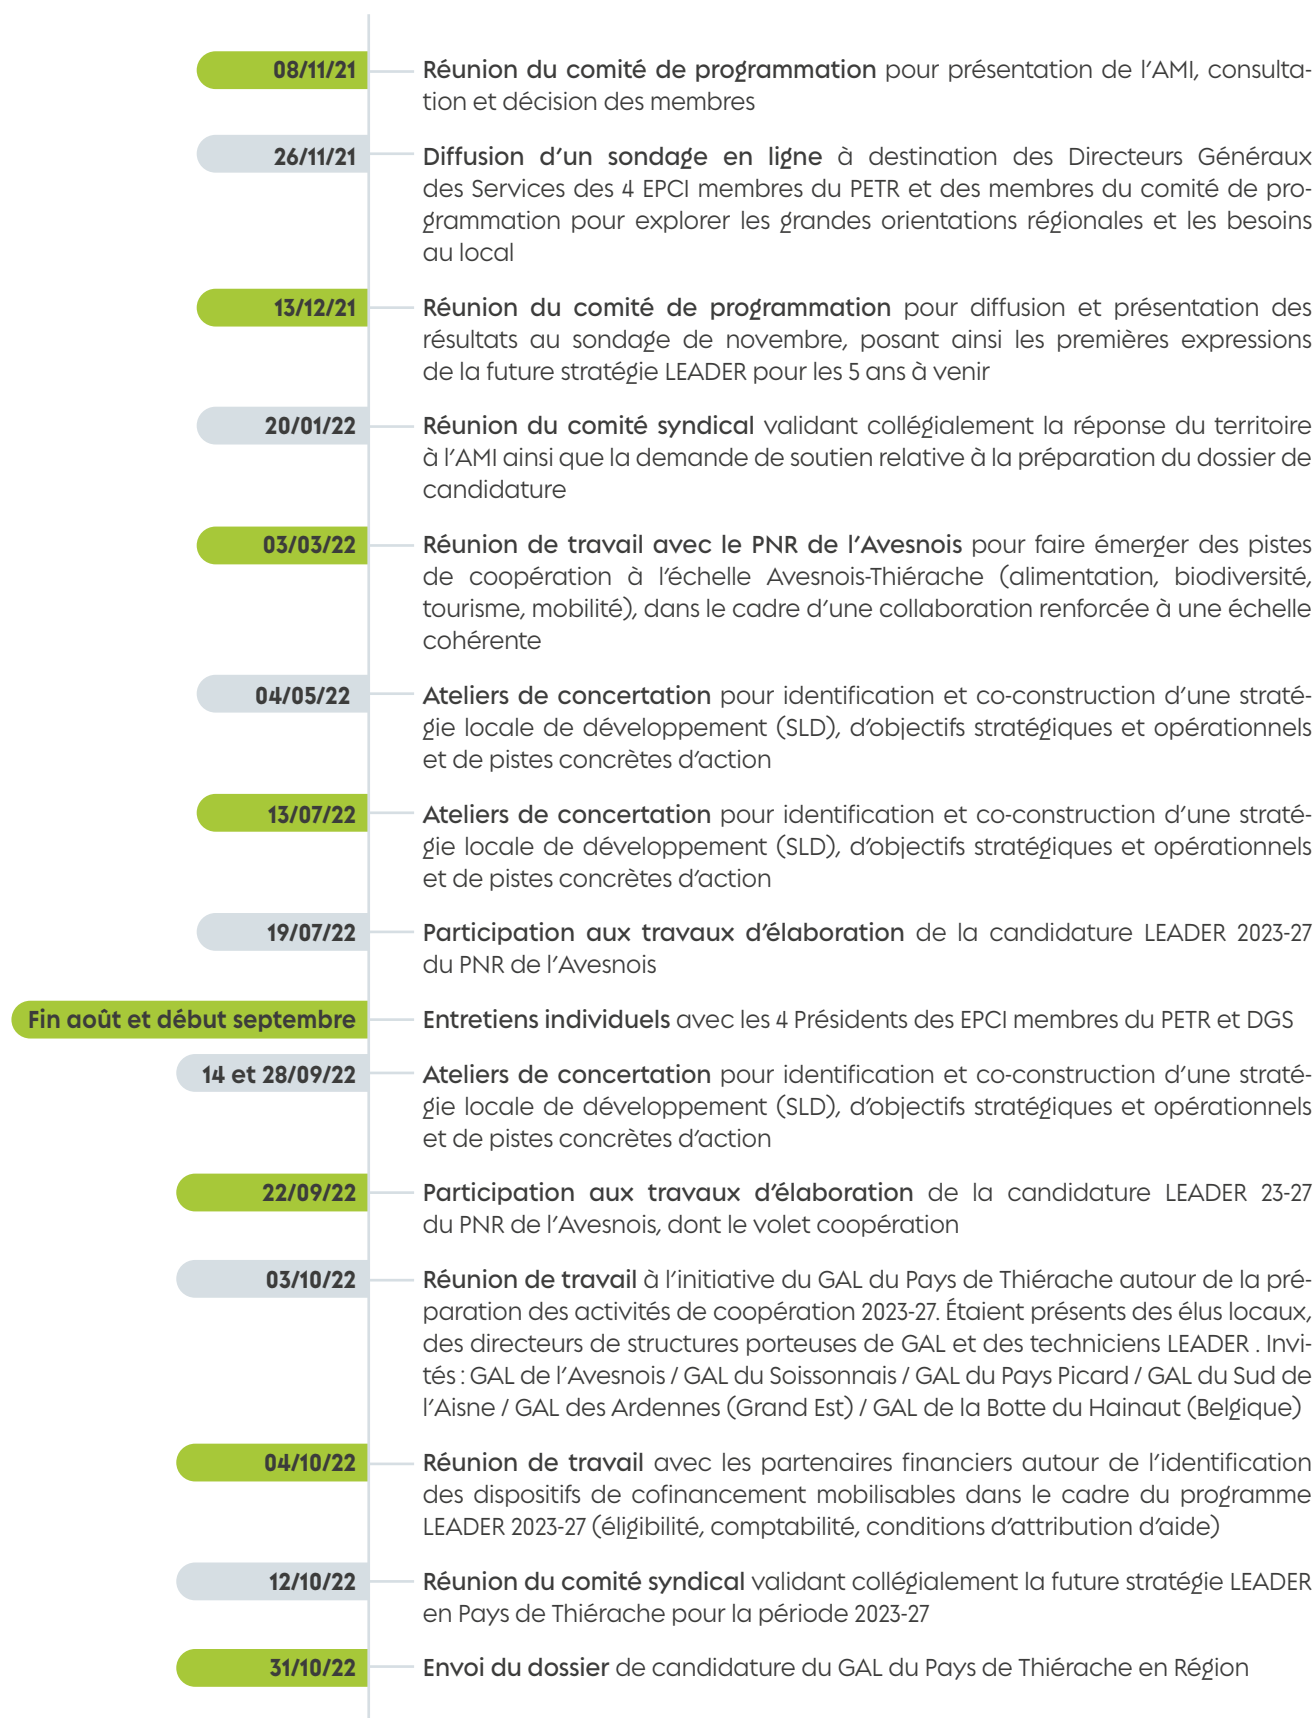 08/11/21
Réunion du comité de programmation pour présentation de l’AMI, consulta-
tion et décision des membres
26/11/21
Diffusion d’un sondage en ligne à destination des Directeurs Généraux
des Services des 4 EPCI membres du PETR et des membres du comité de pro-
grammation pour explorer les grandes orientations régionales et les besoins
au local
13/12/21
Réunion du comité de programmation pour diffusion et présentation des
résultats au sondage de novembre, posant ainsi les premières expressions
de la future stratégie LEADER pour les 5 ans à venir
20/01/22
Réunion du comité syndical validant collégialement la réponse du territoire
à l’AMI ainsi que la demande de soutien relative à la préparation du dossier de
candidature
03/03/22
Réunion de travail avec le PNR de l’Avesnois pour faire émerger des pistes
de coopération à l’échelle Avesnois-Thiérache (alimentation, biodiversité,
tourisme, mobilité), dans le cadre d’une collaboration renforcée à une échelle
cohérente
04/05/22
Ateliers de concertation pour identification et co-construction d’une straté-
gie locale de développement (SLD), d’objectifs stratégiques et opérationnels
et de pistes concrètes d’action
13/07/22
Ateliers de concertation pour identification et co-construction d’une straté-
gie locale de développement (SLD), d’objectifs stratégiques et opérationnels
et de pistes concrètes d’action
19/07/22
Participation aux travaux d’élaboration de la candidature LEADER 2023-27
du PNR de l’Avesnois
Fin août et début septembre
Entretiens individuels avec les 4 Présidents des EPCI membres du PETR et DGS
14 et 28/09/22
Ateliers de concertation pour identification et co-construction d’une straté-
gie locale de développement (SLD), d’objectifs stratégiques et opérationnels
et de pistes concrètes d’action
22/09/22
Participation aux travaux d’élaboration de la candidature LEADER 23-27
du PNR de l’Avesnois, dont le volet coopération
03/10/22
Réunion de travail à l’initiative du GAL du Pays de Thiérache autour de la pré-
paration des activités de coopération 2023-27. Étaient présents des élus locaux,
des directeurs de structures porteuses de GAL et des techniciens LEADER . Invi-
tés : GAL de l’Avesnois / GAL du Soissonnais / GAL du Pays Picard / GAL du Sud de
l’Aisne / GAL des Ardennes (Grand Est) / GAL de la Botte du Hainaut (Belgique)
04/10/22
Réunion de travail avec les partenaires financiers autour de l’identification
des dispositifs de cofinancement mobilisables dans le cadre du programme
LEADER 2023-27 (éligibilité, comptabilité, conditions d’attribution d’aide)
12/10/22
Réunion du comité syndical validant collégialement la future stratégie LEADER
en Pays de Thiérache pour la période 2023-27
31/10/22
Envoi du dossier de candidature du GAL du Pays de Thiérache en Région